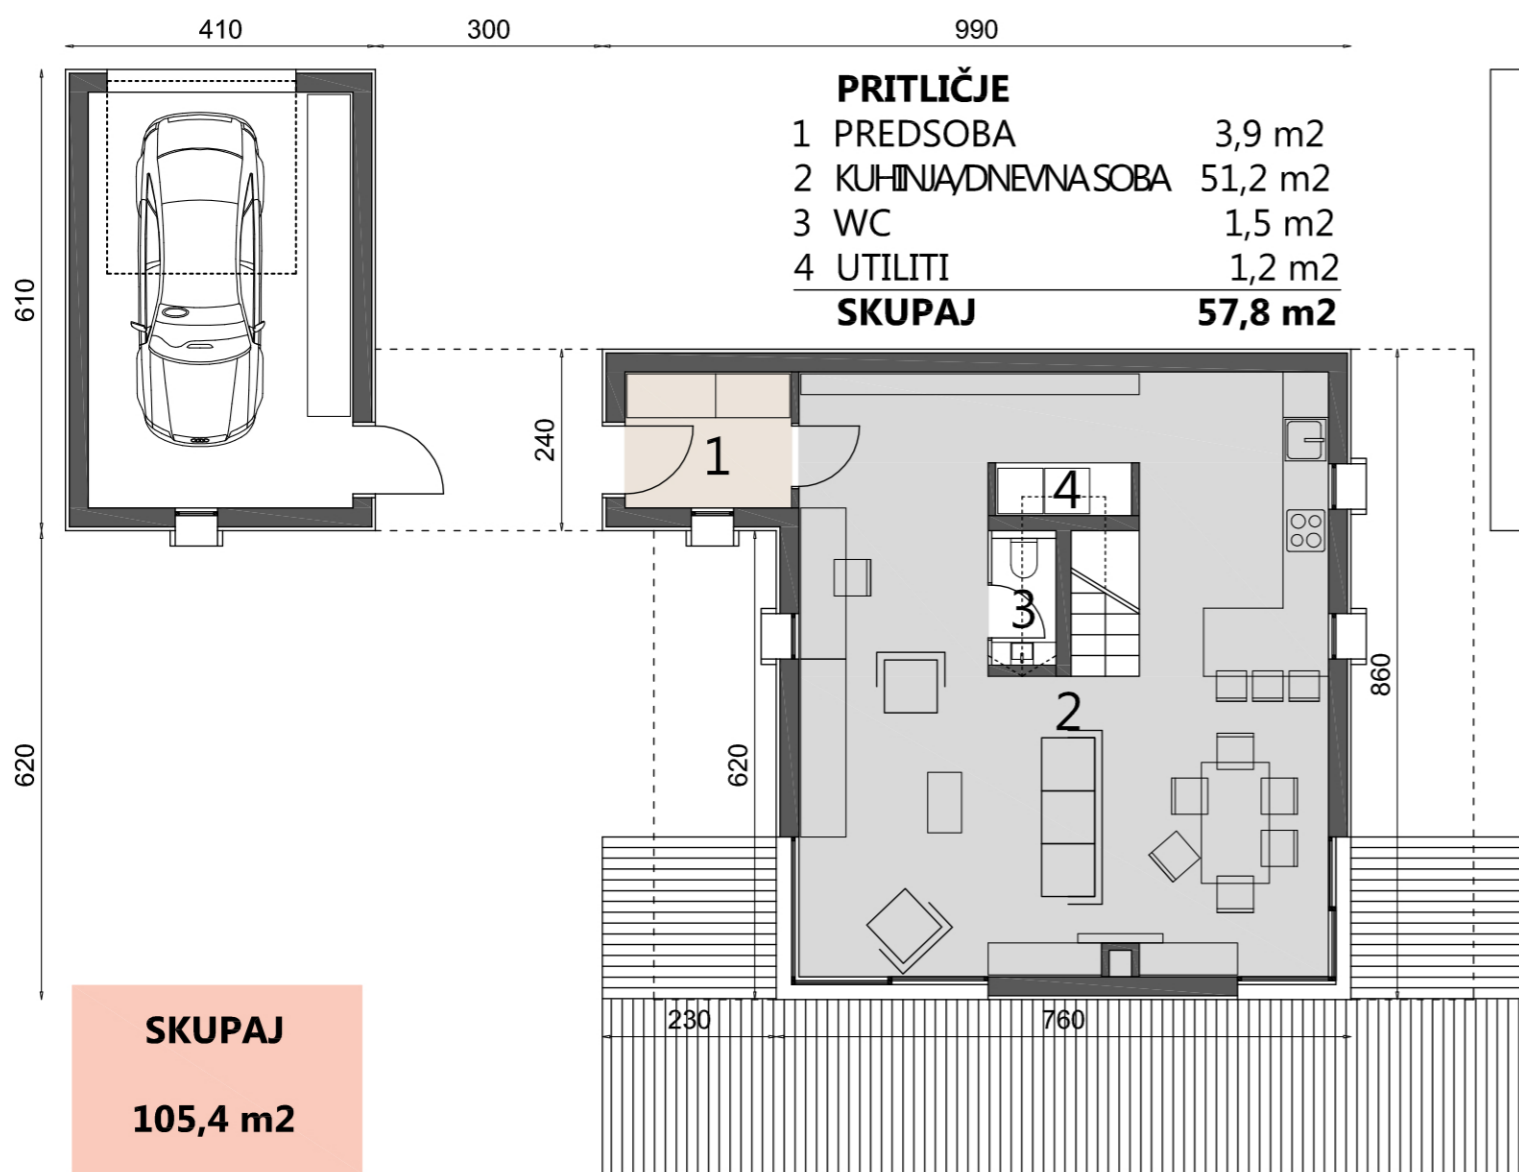 410 300 990
PRITLIČJE
1 PREDSOBA 3,9 m2
2 KUHINJA/DNEVNA SOBA 51,2 m2
3 WC 1,5 m2
4 UTILITI 1,2 m2
SKUPAJ 57,8 m2
610
240
1
4
3
2
860
620
620
230 760
SKUPAJ
105,4 m2